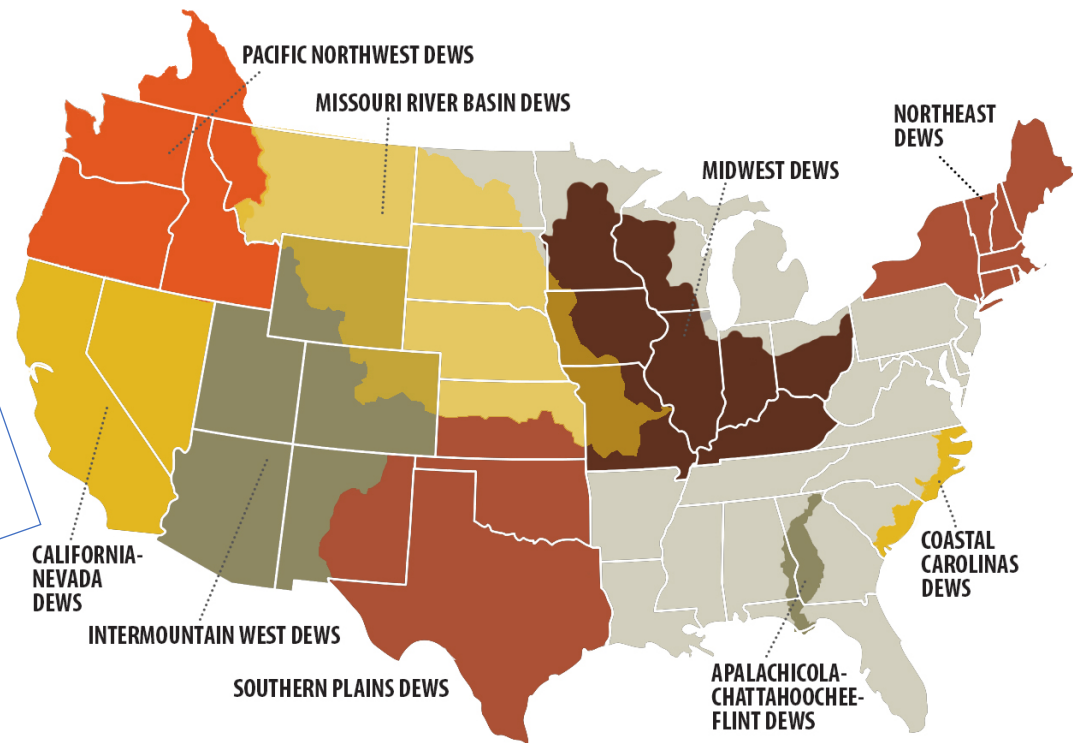 PACIFIC NORTHWEST DEWS
MISSOURI RIVER BASIN DEWS
NORTHEAST
DEWS
MIDWEST DEWS
CALIFORNIA-
NEVADA
DEWS
INTERMOUNTAIN WEST DEWS
SOUTHERN PLAINS DEWS
COASTAL
CAROLINAS
DEWS
APALACHICOLA-
CHATTAHOOCHEE-
FLINT DEWS